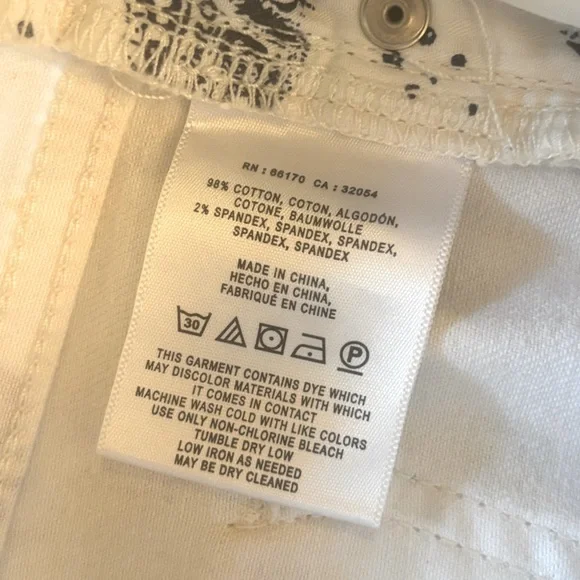 RN : 66170 CA : 32054
98% COTTON, COTON, ALGODÓN,
COTONE, BAUMWOLLE
2% SPANDEX, SPANDEX, SPANDEX,
SPANDEX, SPANDEX
MADE IN CHINA,
HECHO EN CHINA,
FABRIQUÉ EN CHINE
30 P
THIS GARMENT CONTAINS DYE WHICH
MAY DISCOLOR MATERIALS WITH WHICH
IT COMES IN CONTACT
MACHINE WASH COLD WITH LIKE COLORS
USE ONLY NON-CHLORINE BLEACH
TUMBLE DRY LOW
LOW IRON AS NEEDED
MAY BE DRY CLEANED